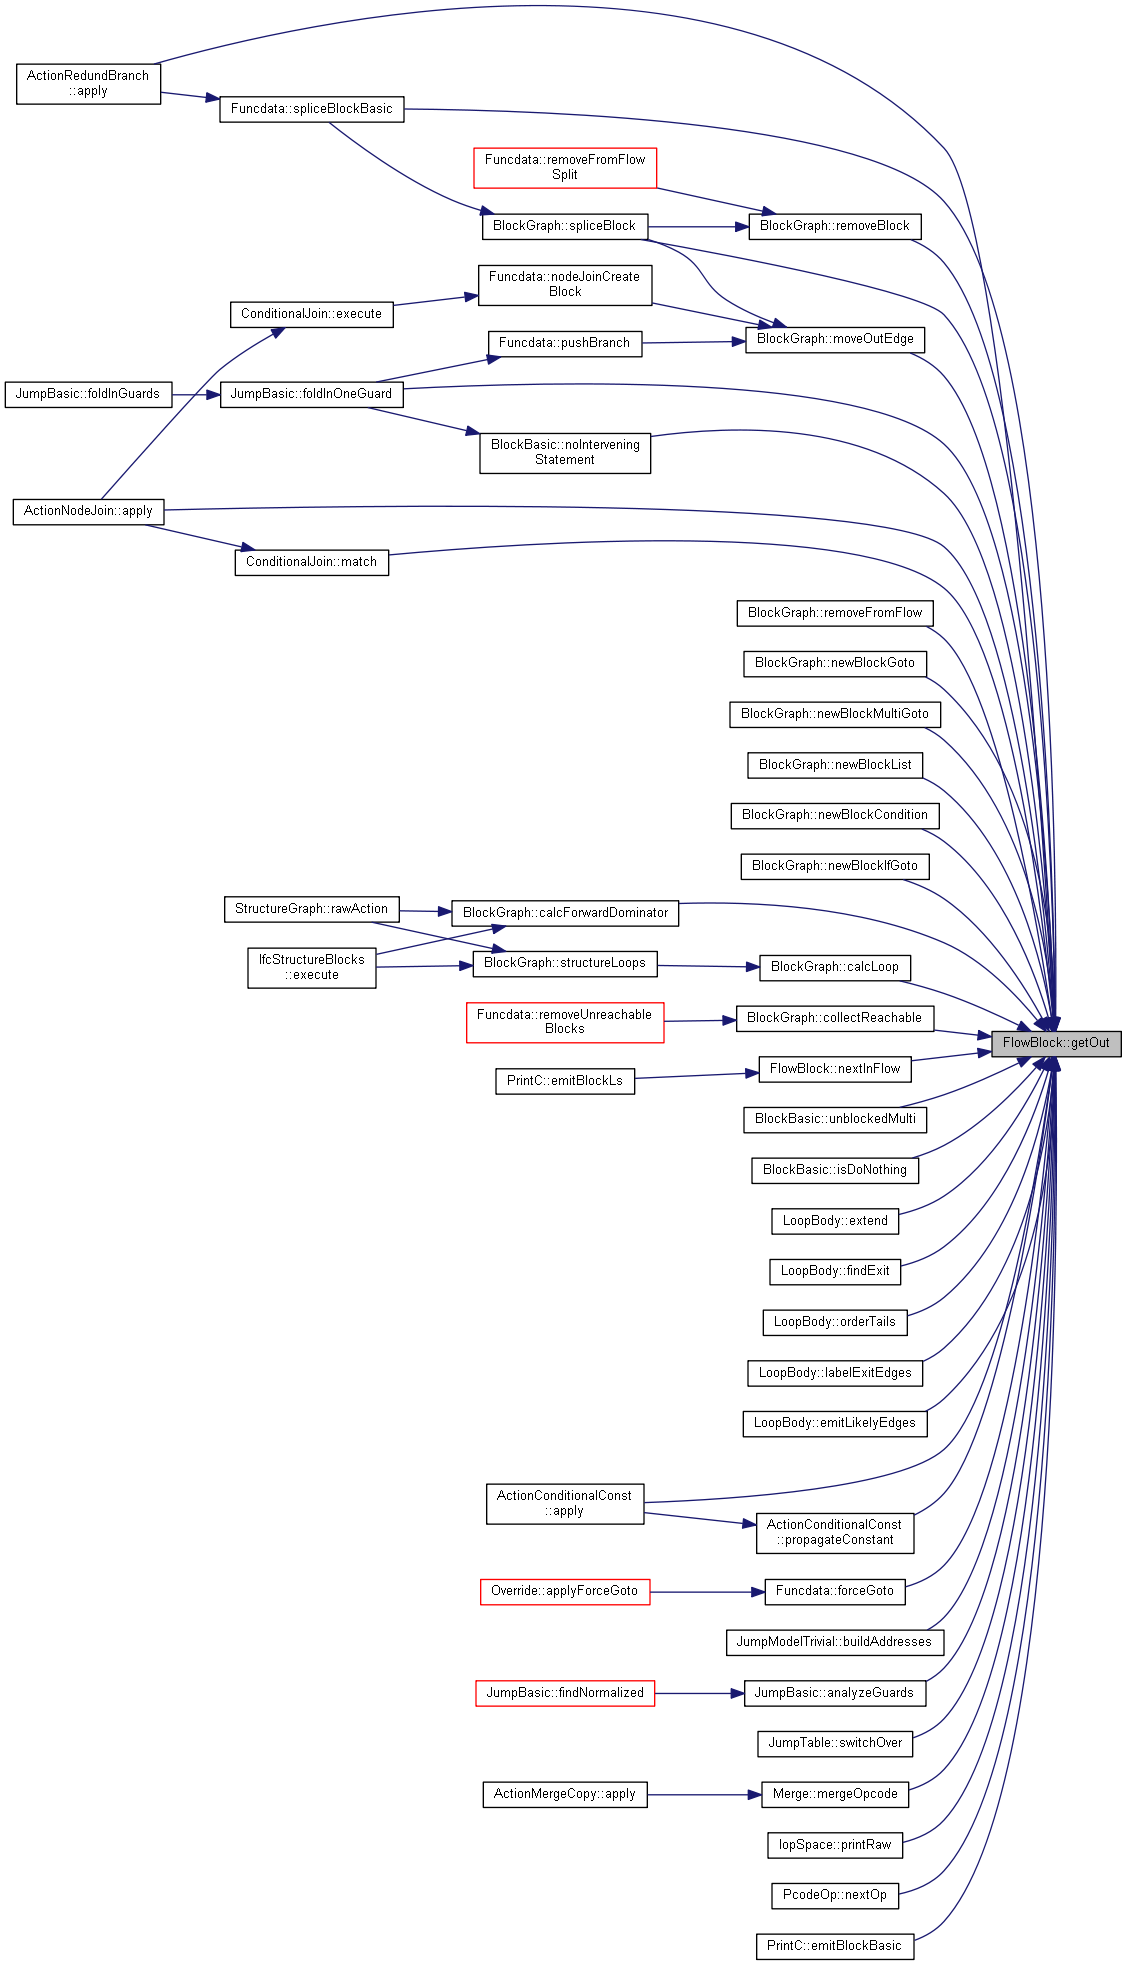 ActionRedundBranch
::apply
Funcdata::spliceBlockBasic
Funcdata::removeFromFlow
Split
BlockGraph::spliceBlock
BlockGraph::removeBlock
Funcdata::nodeJoinCreate
Block
ConditionalJoin::execute
Funcdata::pushBranch
BlockGraph::moveOutEdge
JumpBasic::foldInGuards
JumpBasic::foldInOneGuard
BlockBasic::noIntervening
Statement
ActionNodeJoin::apply
ConditionalJoin::match
BlockGraph::removeFromFlow
BlockGraph::newBlockGoto
BlockGraph::newBlockMultiGoto
BlockGraph::newBlockList
BlockGraph::newBlockCondition
BlockGraph::newBlockIfGoto
StructureGraph::rawAction
BlockGraph::calcForwardDominator
IfcStructureBlocks
::execute
BlockGraph::structureLoops
BlockGraph::calcLoop
Funcdata::removeUnreachable
Blocks
BlockGraph::collectReachable
FlowBlock::getOut
PrintC::emitBlockLs
FlowBlock::nextInFlow
BlockBasic::unblockedMulti
BlockBasic::isDoNothing
LoopBody::extend
LoopBody::findExit
LoopBody::orderTails
LoopBody::labelExitEdges
LoopBody::emitLikelyEdges
ActionConditionalConst
::apply
ActionConditionalConst
::propagateConstant
Override::applyForceGoto
Funcdata::forceGoto
JumpModelTrivial::buildAddresses
JumpBasic::findNormalized
JumpBasic::analyzeGuards
JumpTable::switchOver
ActionMergeCopy::apply
Merge::mergeOpcode
IopSpace::printRaw
PcodeOp::nextOp
PrintC::emitBlockBasic